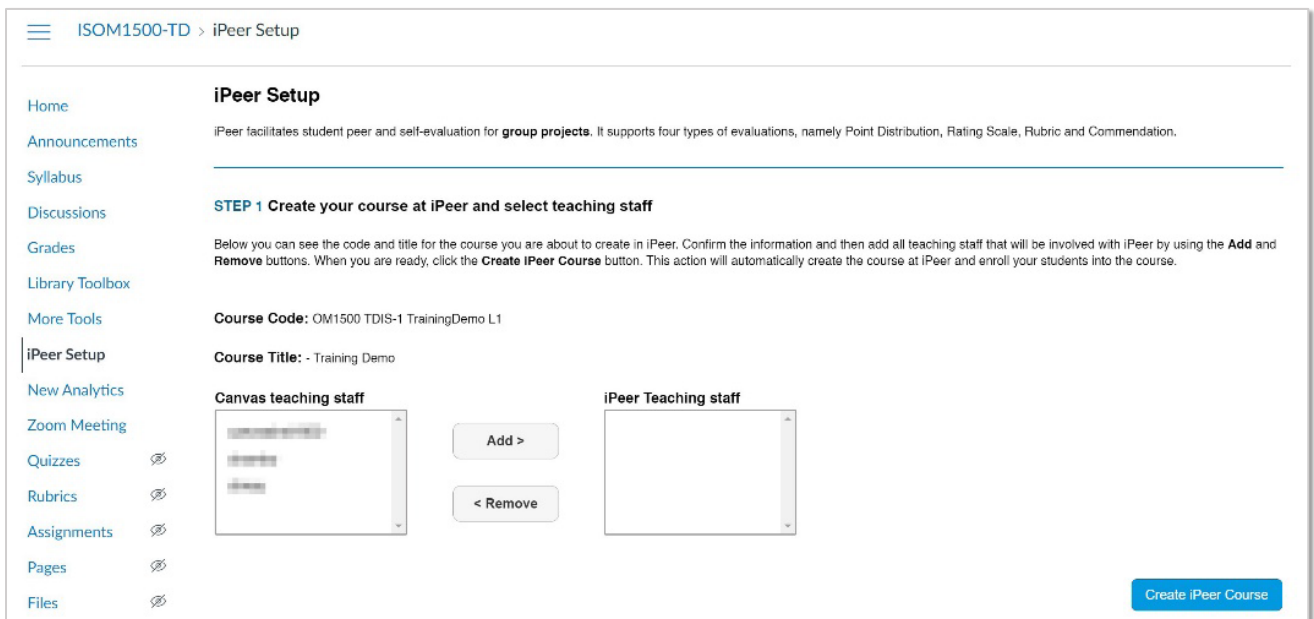 ISOM1500-TD > iPeer Setup
Home
Announcements
Syllabus
Discussions
Grades
Library Toolbox
More Tools
iPeer Setup
New Analytics
Zoom Meeting
Quizzes
Rubrics
Assignments
Pages
Files
iPeer Setup
iPeer facilitates student peer and self-evaluation for group projects. It supports four types of evaluations, namely Point Distribution, Rating Scale, Rubric and Commendation.
STEP 1 Create your course at iPeer and select teaching staff
Below you can see the code and title for the course you are about to create in iPeer. Confirm the information and then add all teaching staff that will be involved with iPeer by using the Add and
Remove buttons. When you are ready, click the Create iPeer Course button. This action will automatically create the course at iPeer and enroll your students into the course.
Course Code: OM1500 TDIS-1 TrainingDemo L1
Course Title: - Training Demo
Canvas teaching staff
Add >
< Remove
iPeer Teaching staff
Create iPeer Course